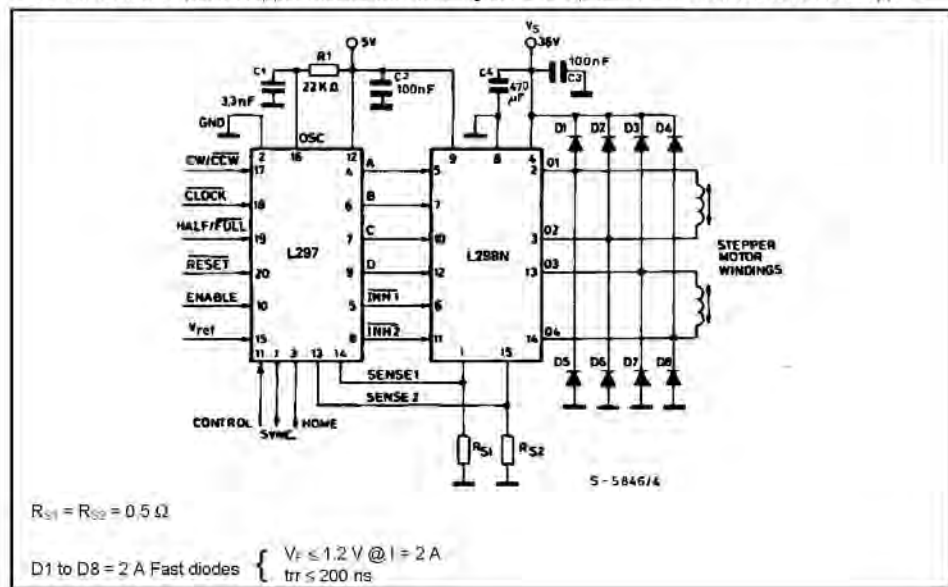 5V
Vs
36V
R1
22KΩ
C1
3,3nF
C2
100nF
C4
470
µF
100nF
C3
GND
OSC
D1 D2 D3 D4
2 16 12 9 8 4
CW/CCW 17 4 A 5 2 O1
CLOCK 18 6 B 7
HALF/FULL 19 7 C 10 3 O2
L297 L298N
STEPPER
MOTOR
WINDINGS
RESET 20 9 D 12 13 O3
ENABLE 10 5 INH1 6
Vref 15 8 INH2 11 14 O4
11 1 3 13 14 1 15
D5 D6 D7 D8
SENSE 1
SENSE 2
CONTROL SYNC HOME
RS1 RS2
S-5846/4
RS1 = RS2 = 0.5 Ω
D1 to D8 = 2 A Fast diodes { VF ≤ 1.2 V @ I = 2 A
trr ≤ 200 ns